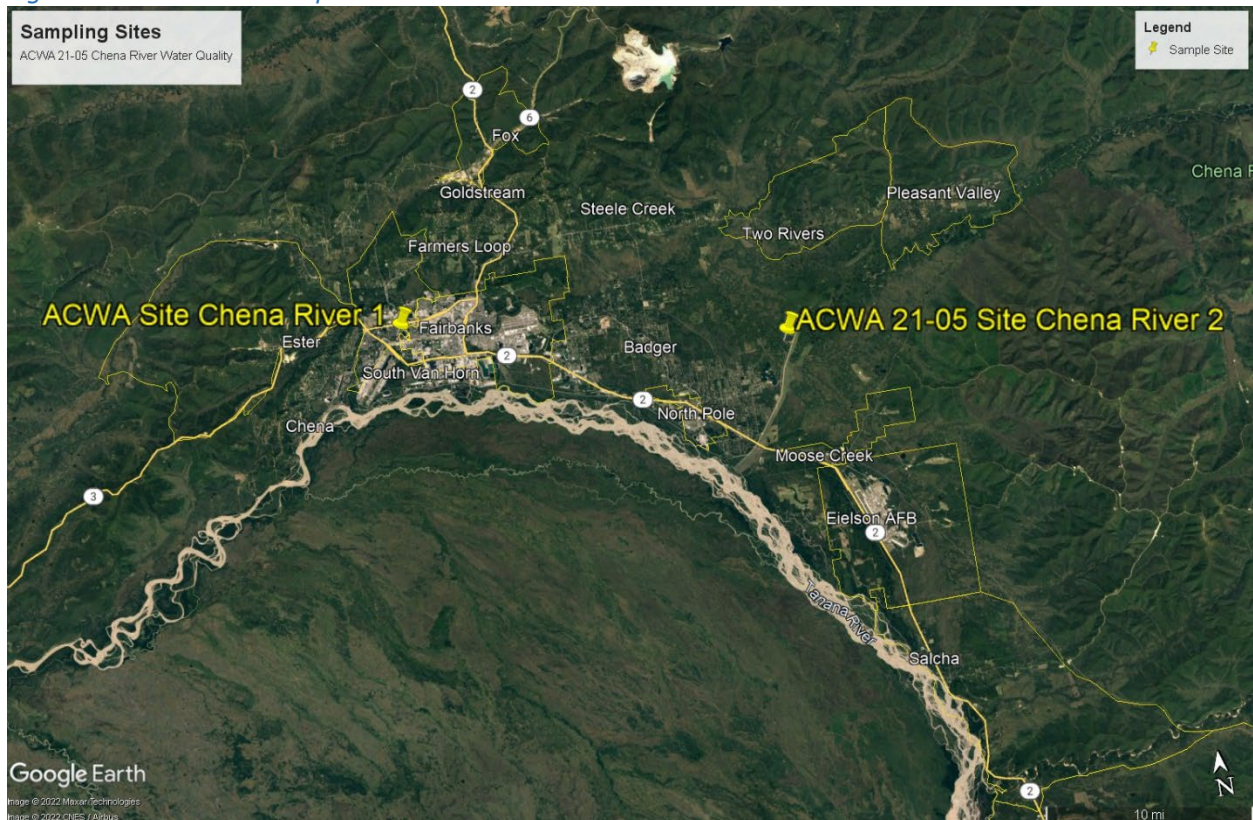 Sampling Sites
ACWA 21-05 Chena River Water Quality
Legend
Sample Site
2
6
Fox
Goldstream
Steele Creek
Pleasant Valley
Chena
Two Rivers
Farmers Loop
ACWA Site Chena River 1
Fairbanks
ACWA 21-05 Site Chena River 2
Ester
Badger
2
South Van Horn
2
North Pole
Chena
Moose Creek
3
Eielson AFB
2
Tanana River
Salcha
Google Earth
Image © 2022 Maxar Technologies
Image © 2022 CNES / Airbus
2
N
10 mi